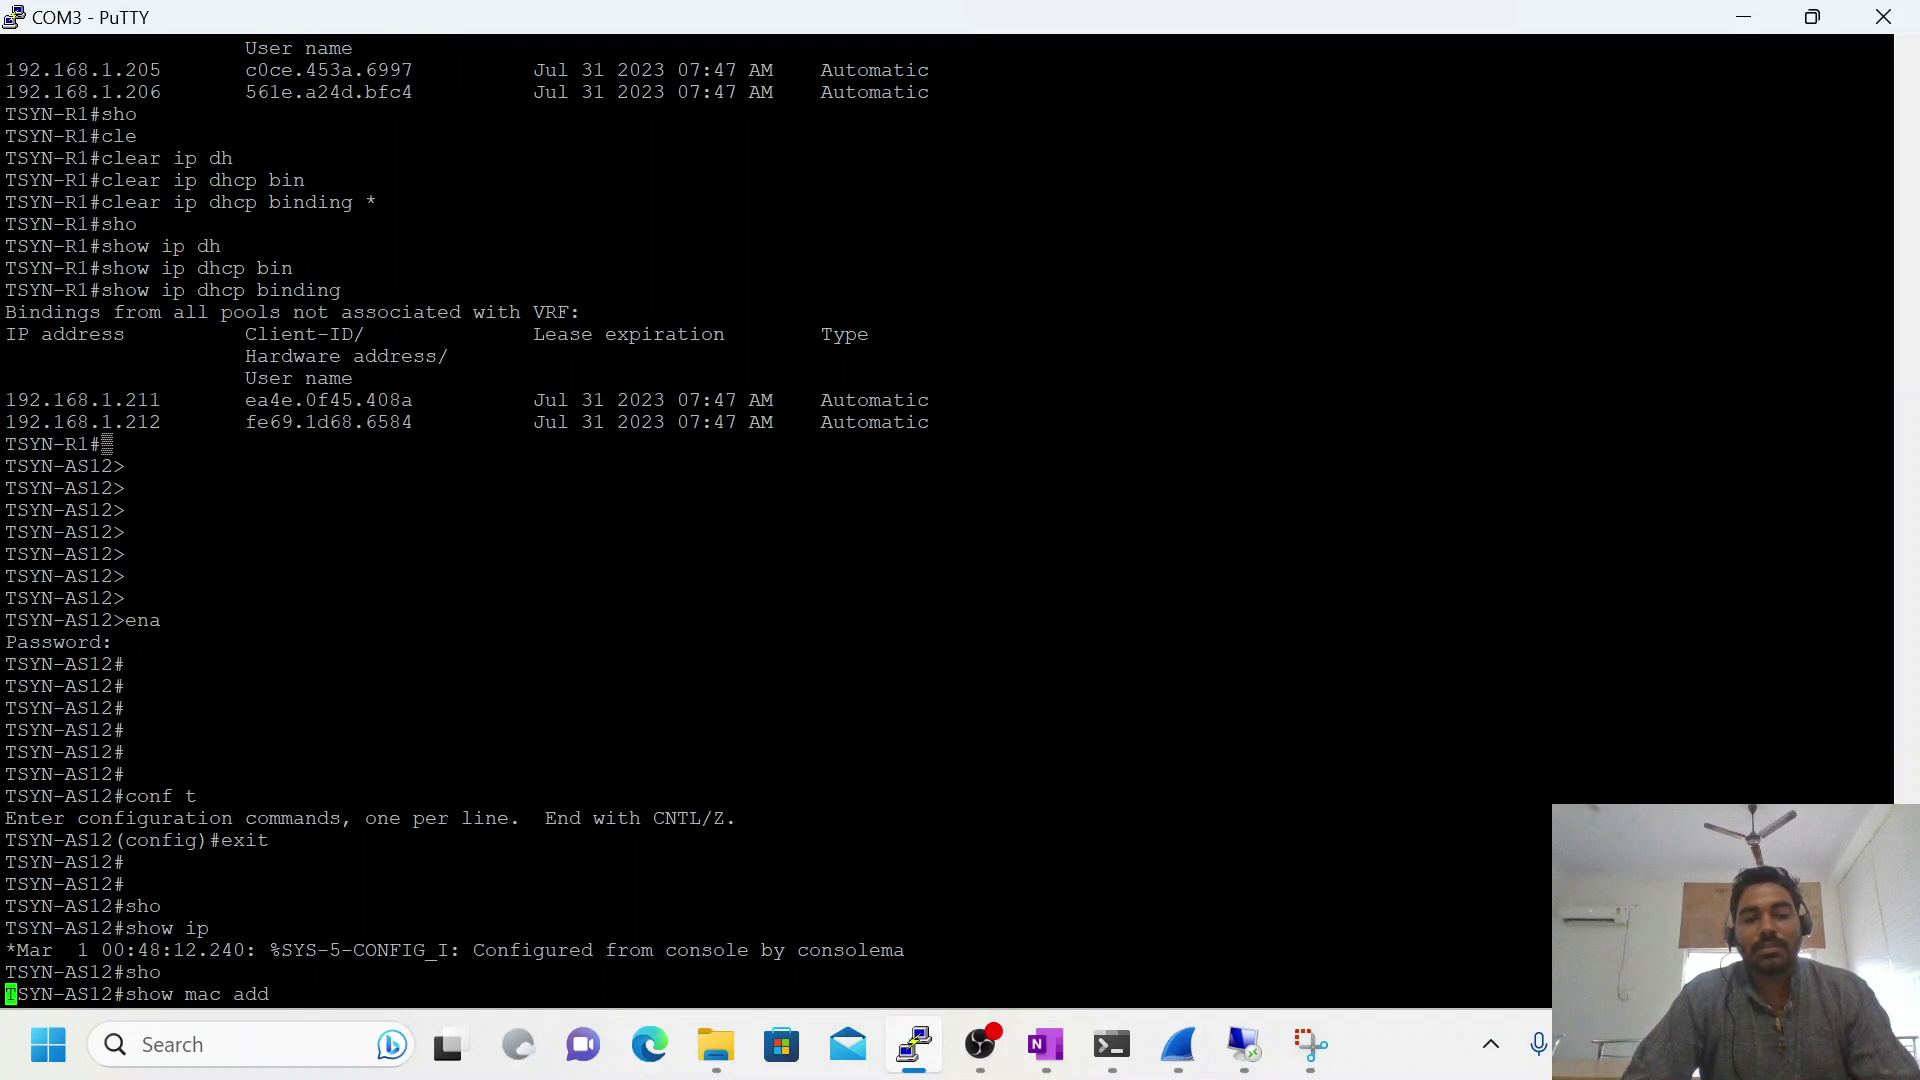 COM3 - PuTTY
User name
192.168.1.205 c0ce.453a.6997 Jul 31 2023 07:47 AM Automatic
192.168.1.206 561e.a24d.bfc4 Jul 31 2023 07:47 AM Automatic
TSYN-R1#sho
TSYN-R1#cle
TSYN-R1#clear ip dh
TSYN-R1#clear ip dhcp bin
TSYN-R1#clear ip dhcp binding *
TSYN-R1#sho
TSYN-R1#show ip dh
TSYN-R1#show ip dhcp bin
TSYN-R1#show ip dhcp binding
Bindings from all pools not associated with VRF:
IP address Client-ID/ Lease expiration Type
Hardware address/
User name
192.168.1.211 ea4e.0f45.408a Jul 31 2023 07:47 AM Automatic
192.168.1.212 fe69.1d68.6584 Jul 31 2023 07:47 AM Automatic
TSYN-R1#
TSYN-AS12>
TSYN-AS12>
TSYN-AS12>
TSYN-AS12>
TSYN-AS12>
TSYN-AS12>
TSYN-AS12>
TSYN-AS12>ena
Password:
TSYN-AS12#
TSYN-AS12#
TSYN-AS12#
TSYN-AS12#
TSYN-AS12#
TSYN-AS12#
TSYN-AS12#conf t
Enter configuration commands, one per line. End with CNTL/Z.
TSYN-AS12(config)#exit
TSYN-AS12#
TSYN-AS12#
TSYN-AS12#sho
TSYN-AS12#show ip
*Mar 1 00:48:12.240: %SYS-5-CONFIG_I: Configured from console by consolema
TSYN-AS12#sho
TSYN-AS12#show mac add
Search